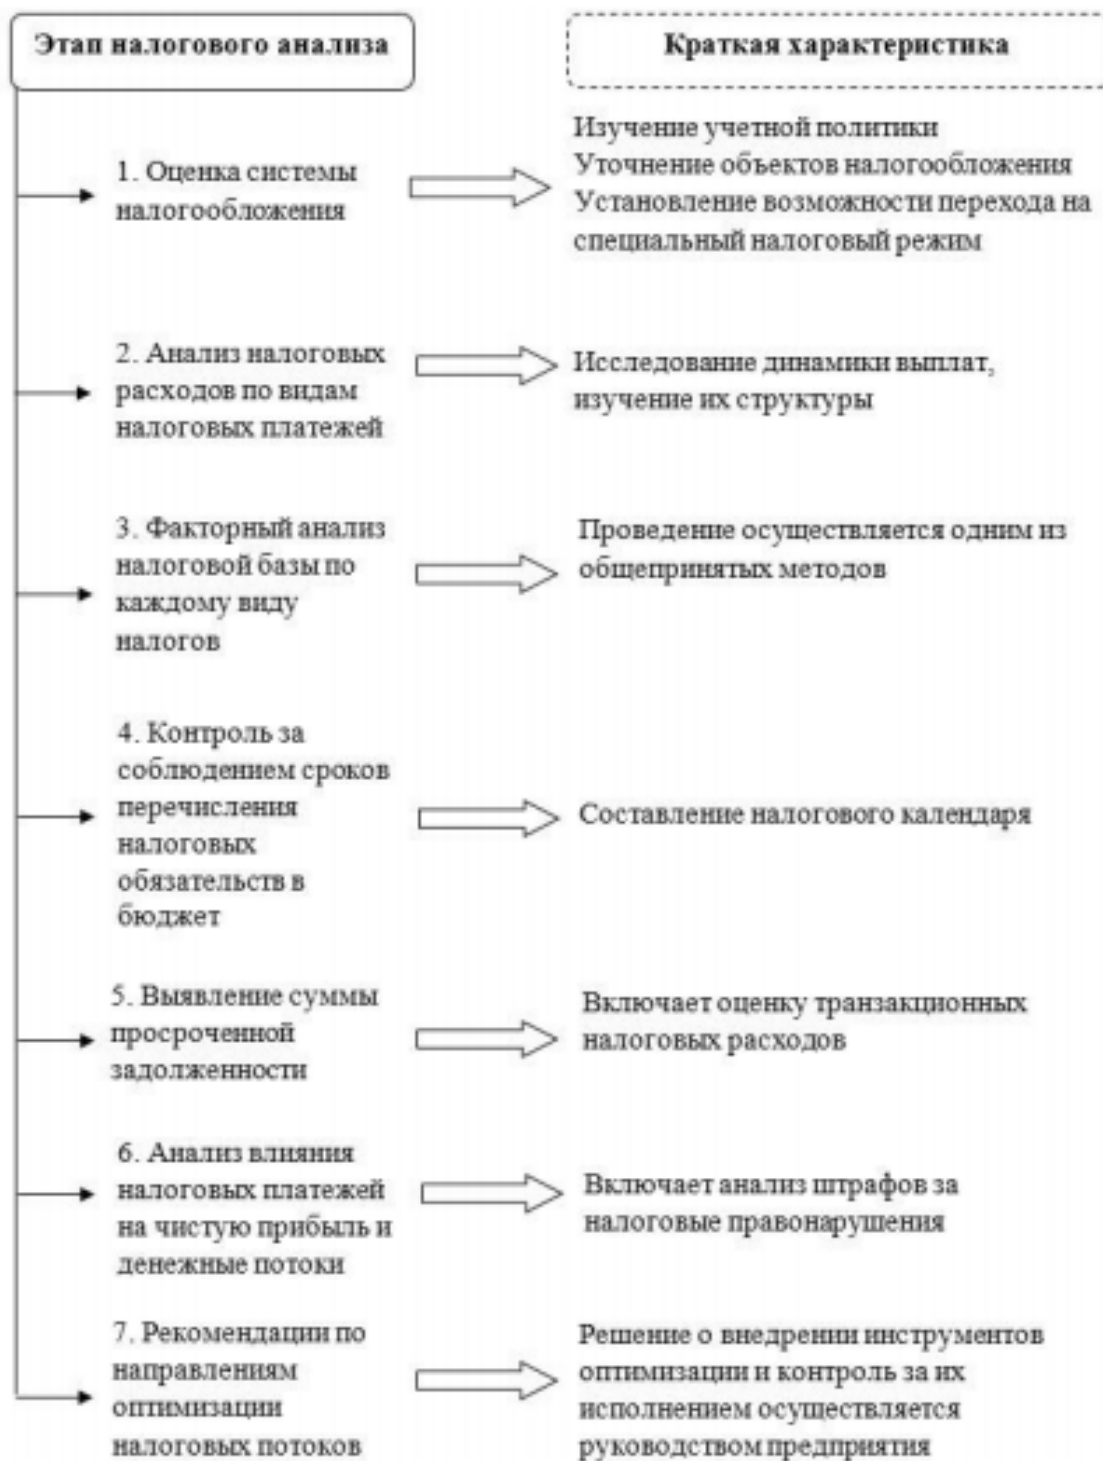 Этап налогового анализа
Краткая характеристика
1. Оценка системы
налогообложения
Изучение учетной политики
Уточнение объектов налогообложения
Установление возможности перехода на
специальный налоговый режим
2. Анализ налоговых
расходов по видам
налоговых платежей
Исследование динамики выплат,
изучение их структуры
3. Факторный анализ
налоговой базы по
каждому виду
налогов
Проведение осуществляется одним из
общепринятых методов
4. Контроль за
соблюдением сроков
перечисления
налоговых
обязательств в
бюджет
Составление налогового календаря
5. Выявление суммы
просроченной
задолженности
Включает оценку транзакционных
налоговых расходов
6. Анализ влияния
налоговых платежей
на чистую прибыль и
денежные потоки
Включает анализ штрафов за
налоговые правонарушения
7. Рекомендации по
направлениям
оптимизации
налоговых потоков
Решение о внедрении инструментов
оптимизации и контроль за их
исполнением осуществляется
руководством предприятия